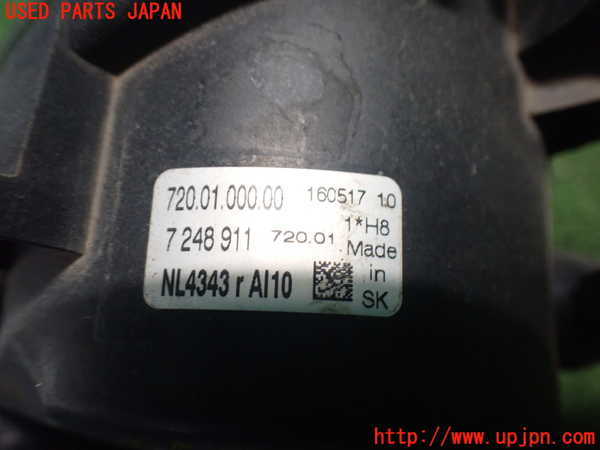 USED PARTS JAPAN
720.01.000.00 160517 1.0
7 248 911 720.01 1*H8
Made
NL4343 r AI10 in
SK
© www.upjpn.com